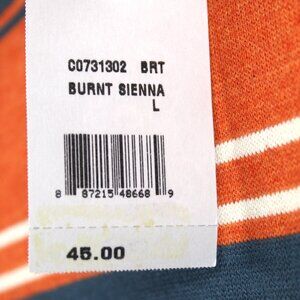 C0731302 BRT
BURNT SIENNA
L
8 87215 48668 9
45.00